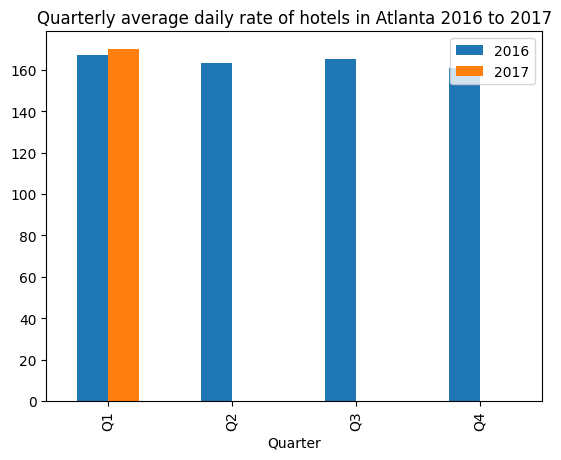 Quarterly average daily rate of hotels in Atlanta 2016 to 2017
2016
2017
160
140
120
100
80
60
40
20
0
Q1
Q2
Q3
Q4
Quarter